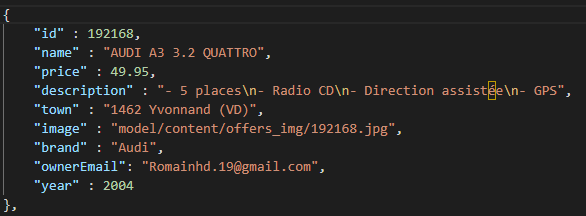 {
"id" : 192168,
"name" : "AUDI A3 3.2 QUATTRO",
"price" : 49.95,
"description" : "- 5 places\n- Radio CD\n- Direction assistée\n- GPS",
"town" : "1462 Yvonnand (VD)",
"image" : "model/content/offers_img/192168.jpg",
"brand" : "Audi",
"ownerEmail": "Romainhd.19@gmail.com",
"year" : 2004
},